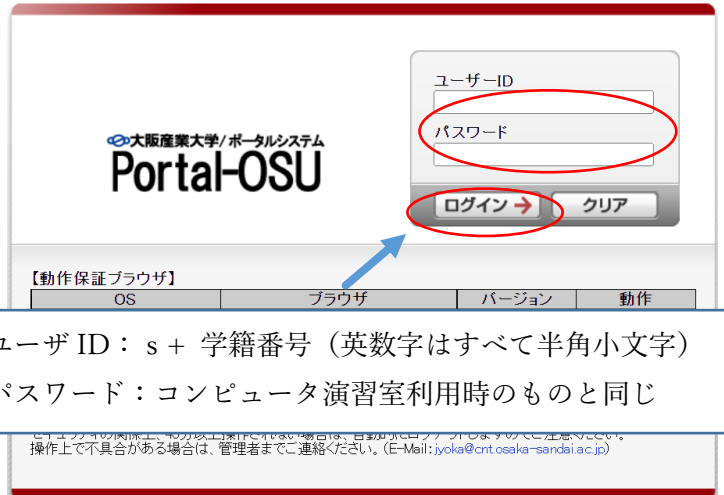 ユーザーID
パスワード
大阪産業大学/ポータルシステム
Portal-OSU
ログイン
クリア
【動作保証ブラウザ】
OS ブラウザ バージョン 動作
ユーザ ID： s + 学籍番号（英数字はすべて半角小文字）
パスワード：コンピュータ演習室利用時のものと同じ
操作上で不具合がある場合は、管理者までご連絡ください。(E-Mail:jyoka@cnt.osaka-sandai.ac.jp)